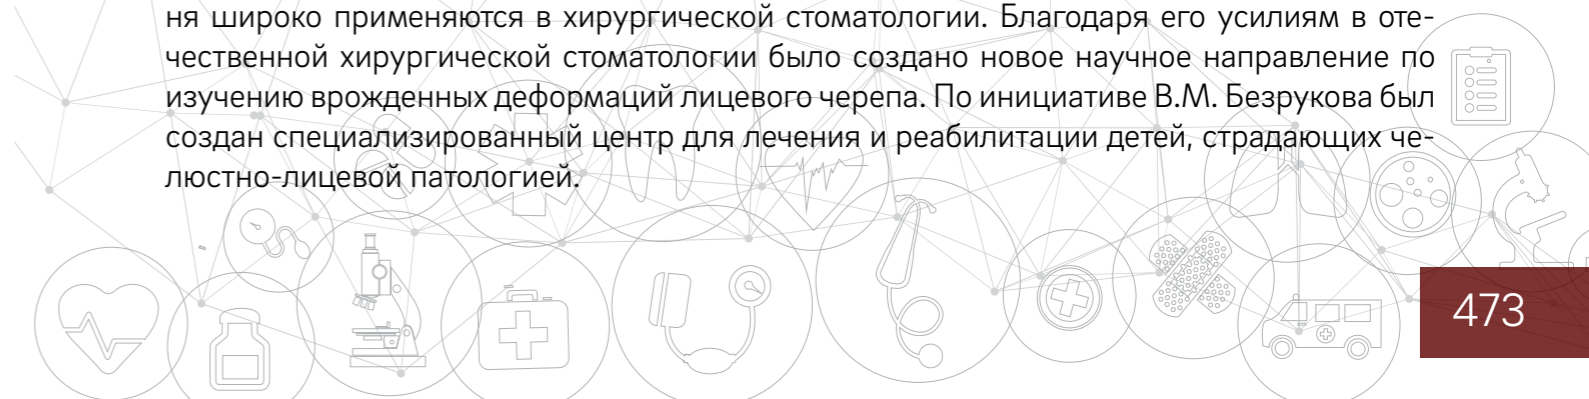 ня широко применяются в хирургической стоматологии. Благодаря его усилиям в оте-
чественной хирургической стоматологии было создано новое научное направление по
изучению врожденных деформаций лицевого черепа. По инициативе В.М. Безрукова был
создан специализированный центр для лечения и реабилитации детей, страдающих че-
люстно-лицевой патологией.
473